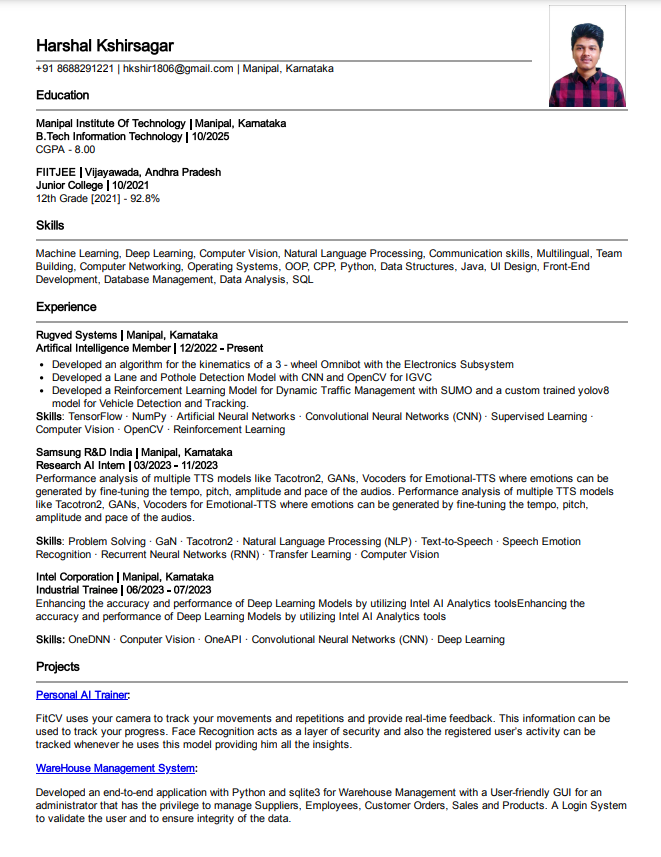 Harshal Kshirsagar
+91 8688291221 | hkshir1806@gmail.com | Manipal, Karnataka
Education
Manipal Institute Of Technology | Manipal, Karnataka
B.Tech Information Technology | 10/2025
CGPA - 8.00
FIITJEE | Vijayawada, Andhra Pradesh
Junior College | 10/2021
12th Grade [2021] - 92.8%
Skills
Machine Learning, Deep Learning, Computer Vision, Natural Language Processing, Communication skills, Multilingual, Team
Building, Computer Networking, Operating Systems, OOP, CPP, Python, Data Structures, Java, UI Design, Front-End
Development, Database Management, Data Analysis, SQL
Experience
Rugved Systems | Manipal, Karnataka
Artifical Intelligence Member | 12/2022 - Present
• Developed an algorithm for the kinematics of a 3 - wheel Omnibot with the Electronics Subsystem
• Developed a Lane and Pothole Detection Model with CNN and OpenCV for IGVC
• Developed a Reinforcement Learning Model for Dynamic Traffic Management with SUMO and a custom trained yolov8
model for Vehicle Detection and Tracking.
Skills: TensorFlow · NumPy · Artificial Neural Networks · Convolutional Neural Networks (CNN) · Supervised Learning ·
Computer Vision · OpenCV · Reinforcement Learning
Samsung R&D India | Manipal, Karnataka
Research AI Intern | 03/2023 - 11/2023
Performance analysis of multiple TTS models like Tacotron2, GANs, Vocoders for Emotional-TTS where emotions can be
generated by fine-tuning the tempo, pitch, amplitude and pace of the audios. Performance analysis of multiple TTS models
like Tacotron2, GANs, Vocoders for Emotional-TTS where emotions can be generated by fine-tuning the tempo, pitch,
amplitude and pace of the audios.
Skills: Problem Solving · GaN · Tacotron2 · Natural Language Processing (NLP) · Text-to-Speech · Speech Emotion
Recognition · Recurrent Neural Networks (RNN) · Transfer Learning · Computer Vision
Intel Corporation | Manipal, Karnataka
Industrial Trainee | 06/2023 - 07/2023
Enhancing the accuracy and performance of Deep Learning Models by utilizing Intel AI Analytics toolsEnhancing the
accuracy and performance of Deep Learning Models by utilizing Intel AI Analytics tools
Skills: OneDNN · Conputer Vision · OneAPI · Convolutional Neural Networks (CNN) · Deep Learning
Projects
Personal AI Trainer:
FitCV uses your camera to track your movements and repetitions and provide real-time feedback. This information can be
used to track your progress. Face Recognition acts as a layer of security and also the registered user's activity can be
tracked whenever he uses this model providing him all the insights.
WareHouse Management System:
Developed an end-to-end application with Python and sqlite3 for Warehouse Management with a User-friendly GUI for an
administrator that has the privilege to manage Suppliers, Employees, Customer Orders, Sales and Products. A Login System
to validate the user and to ensure integrity of the data.